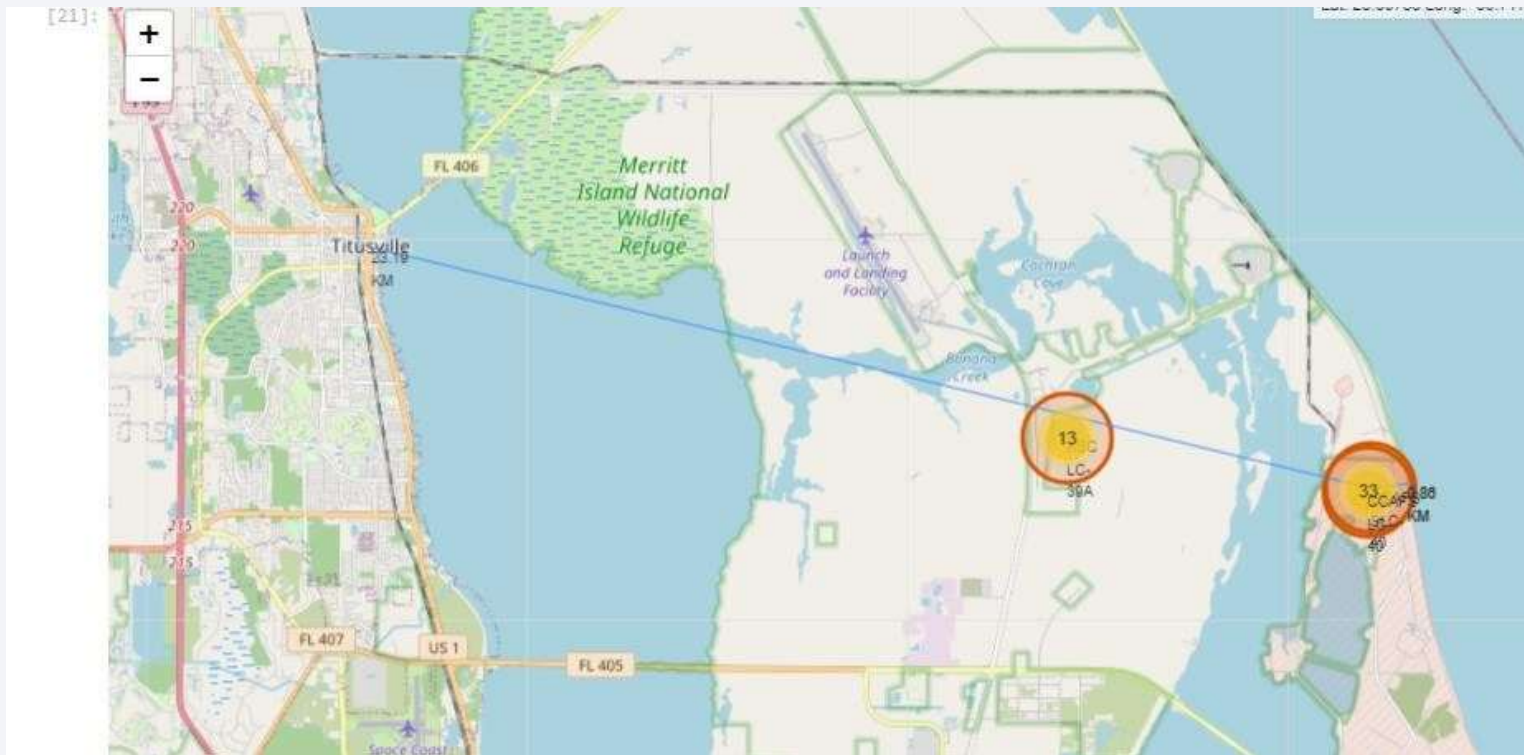 [21]:
+
−
FL 406
Merritt
Island National
Wildlife
Refuge
220
220
Titusville
23.19
KM
Launch
and Landing
Facility
Cochran
Cove
Banana
Creek
13
LC-
39A
33
KM
215
215
FL 407
US 1
FL 405
Space Coast